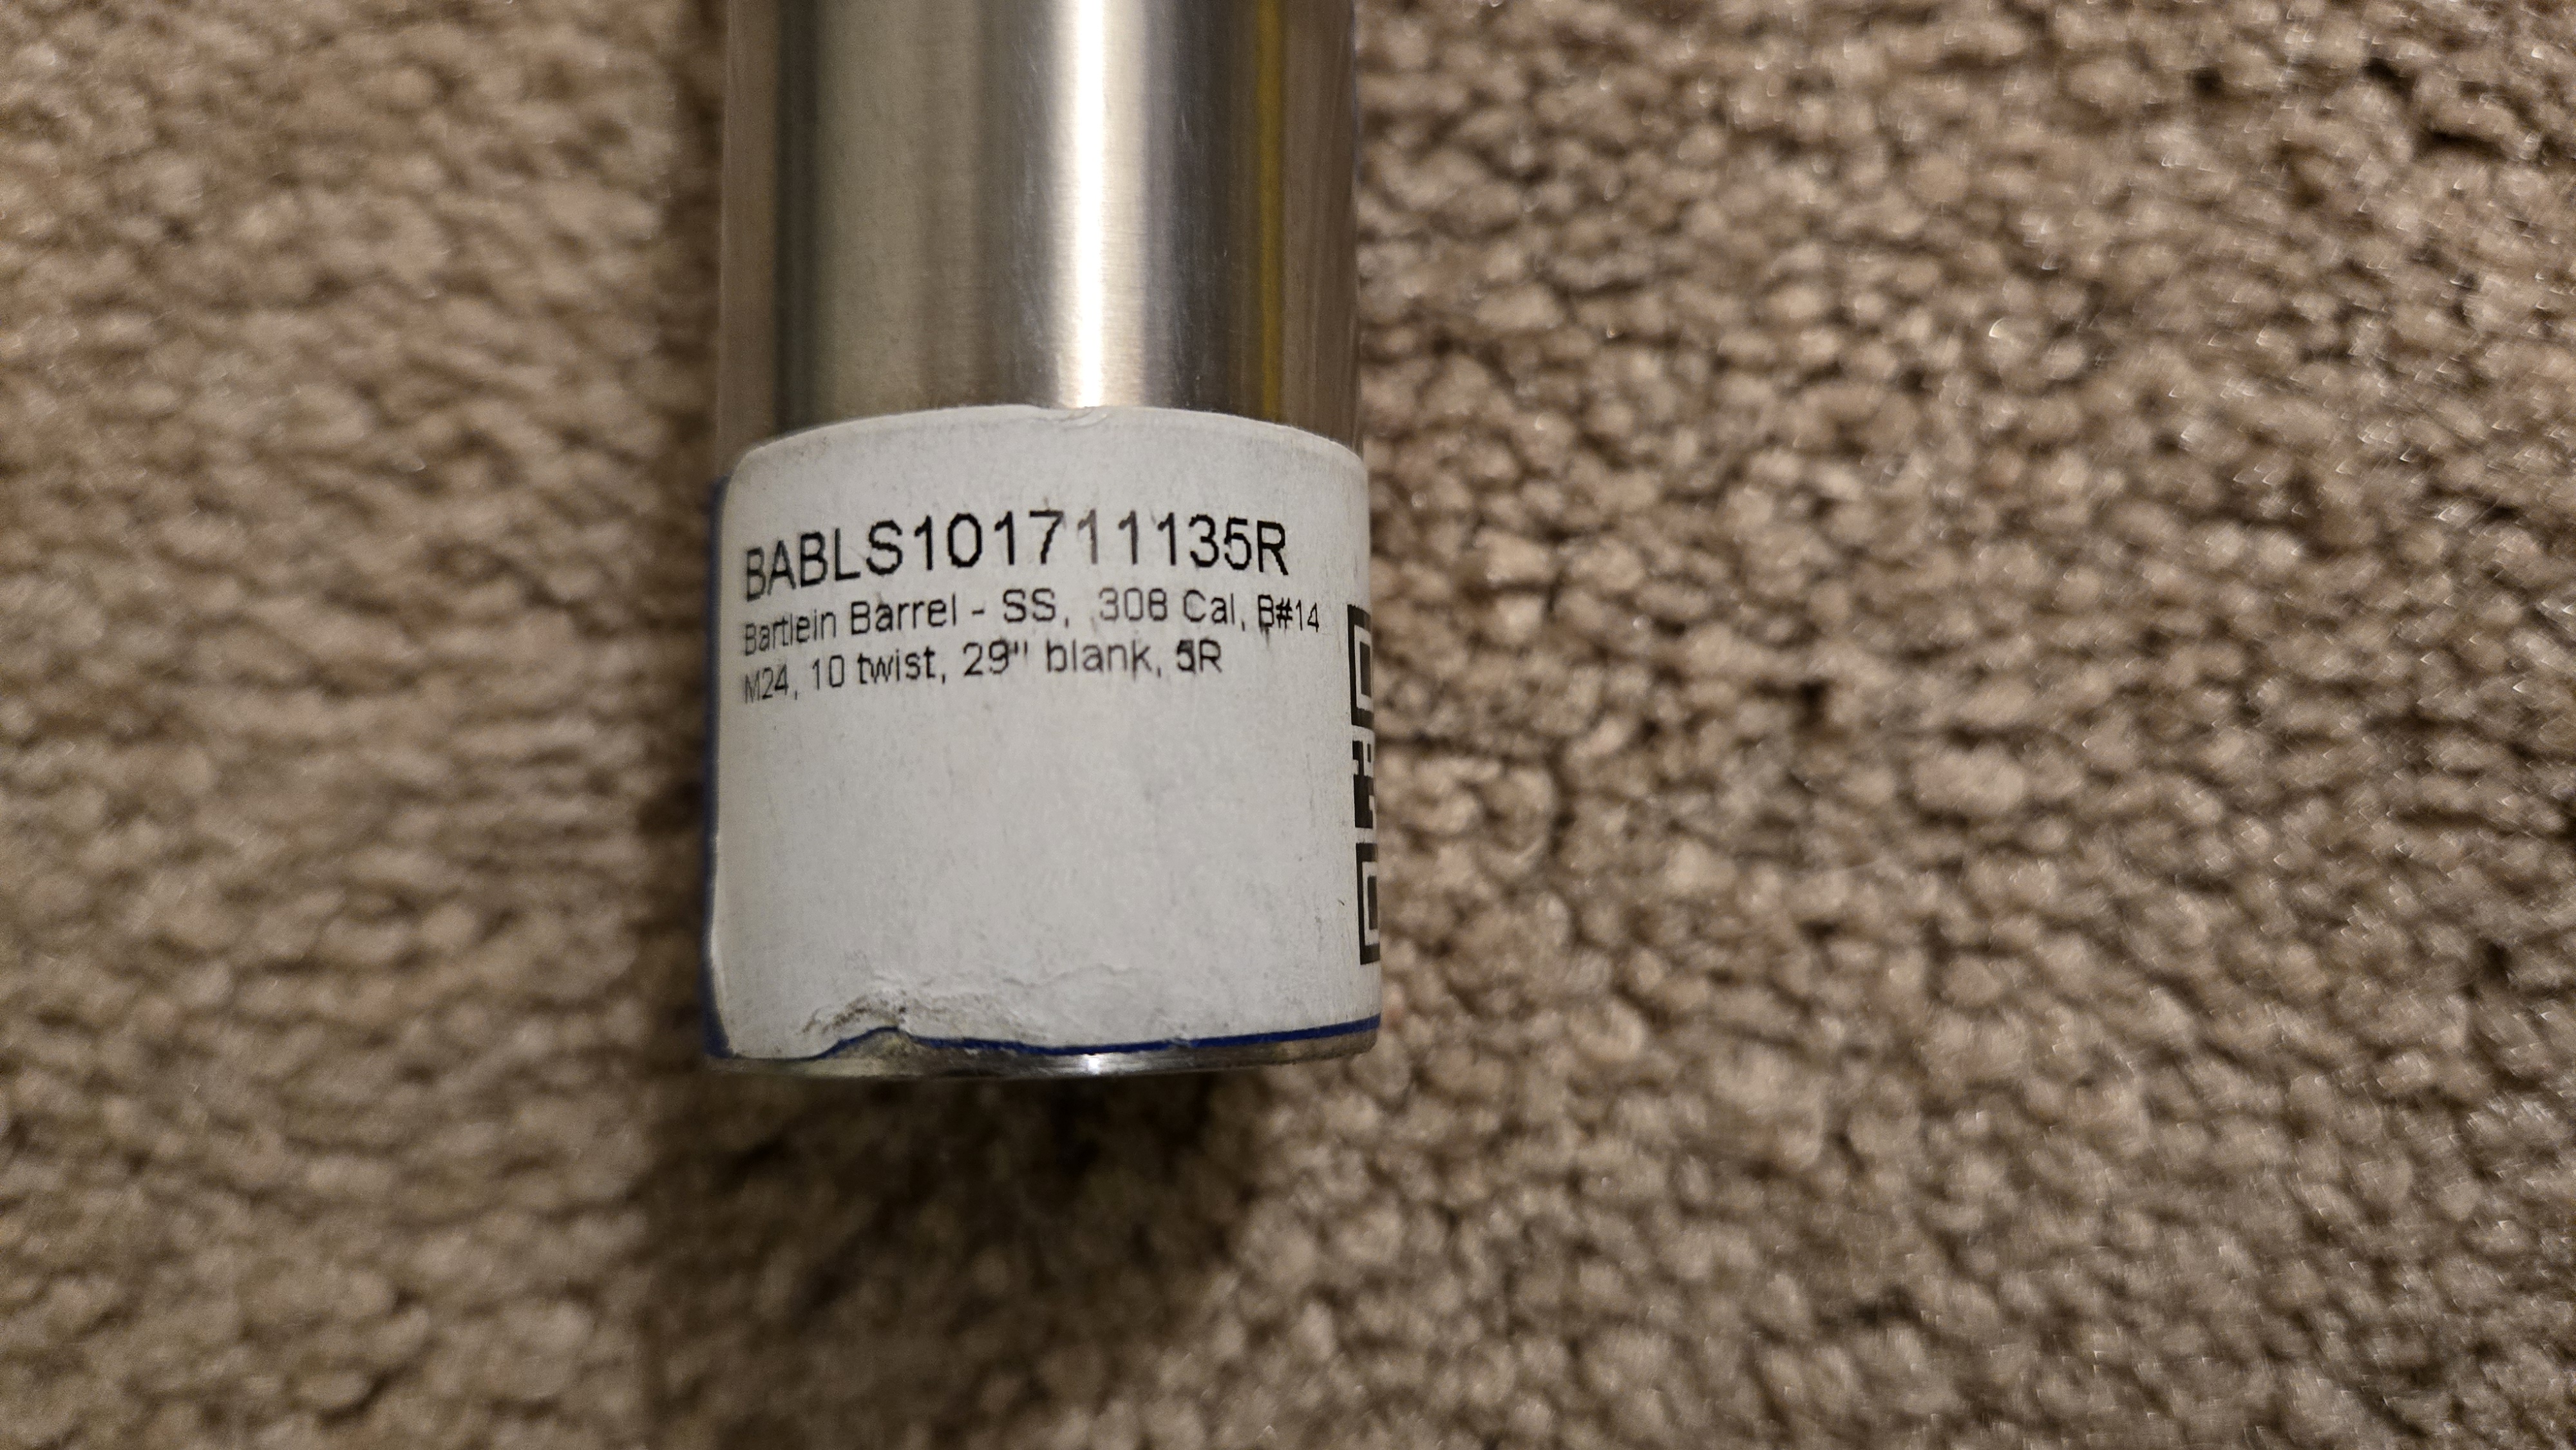 BABLS101711135R
Bartlein Barrel - SS, .308 Cal, B#14
M24, 10 twist, 29" blank, 5R